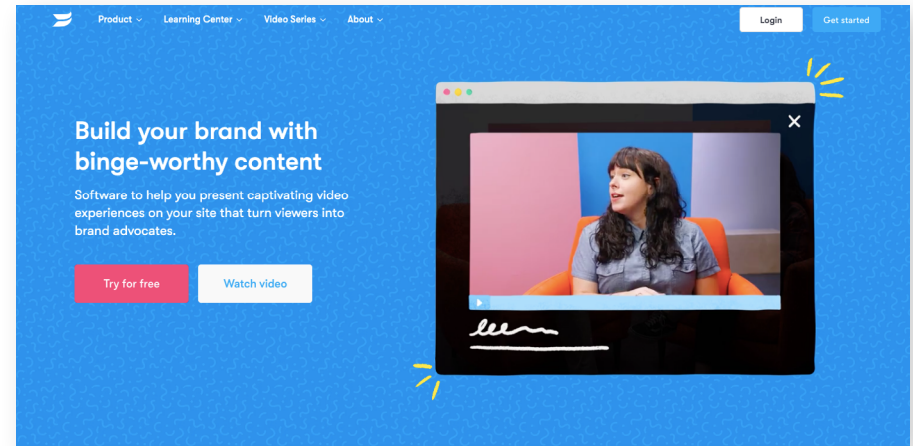 Product
Learning Center
Video Series
About
Login
Get started
Build your brand with
binge-worthy content
Software to help you present captivating video
experiences on your site that turn viewers into
brand advocates.
Try for free
Watch video